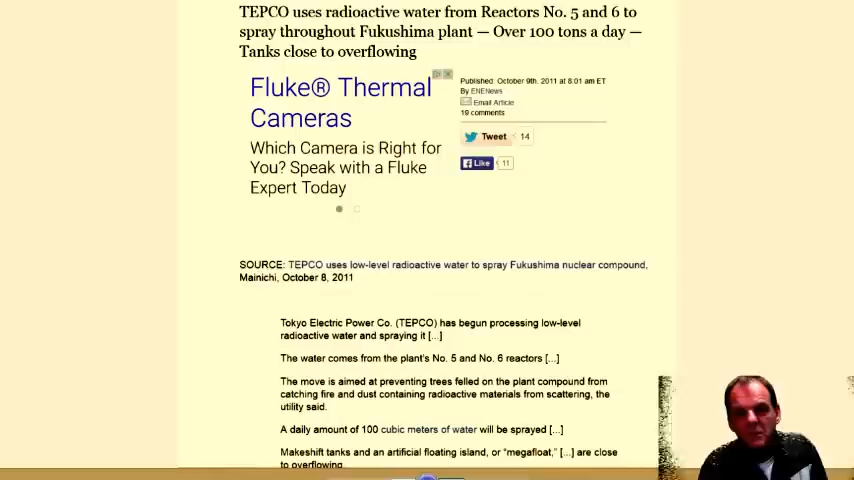 TEPCO uses radioactive water from Reactors No. 5 and 6 to
spray throughout Fukushima plant — Over 100 tons a day —
Tanks close to overflowing
Fluke® Thermal
Cameras
Which Camera is Right for
You? Speak with a Fluke
Expert Today
Published: October 9th, 2011 at 8:01 am ET
By ENENews
Email Article
19 comments
Tweet 14
Like 11
SOURCE: TEPCO uses low-level radioactive water to spray Fukushima nuclear compound,
Mainichi, October 8, 2011
Tokyo Electric Power Co. (TEPCO) has begun processing low-level
radioactive water and spraying it [...]
The water comes from the plant's No. 5 and No. 6 reactors [...]
The move is aimed at preventing trees felled on the plant compound from
catching fire and dust containing radioactive materials from scattering, the
utility said.
A daily amount of 100 cubic meters of water will be sprayed [...]
Makeshift tanks and an artificial floating island, or "megafloat," [...] are close
to overflowing.